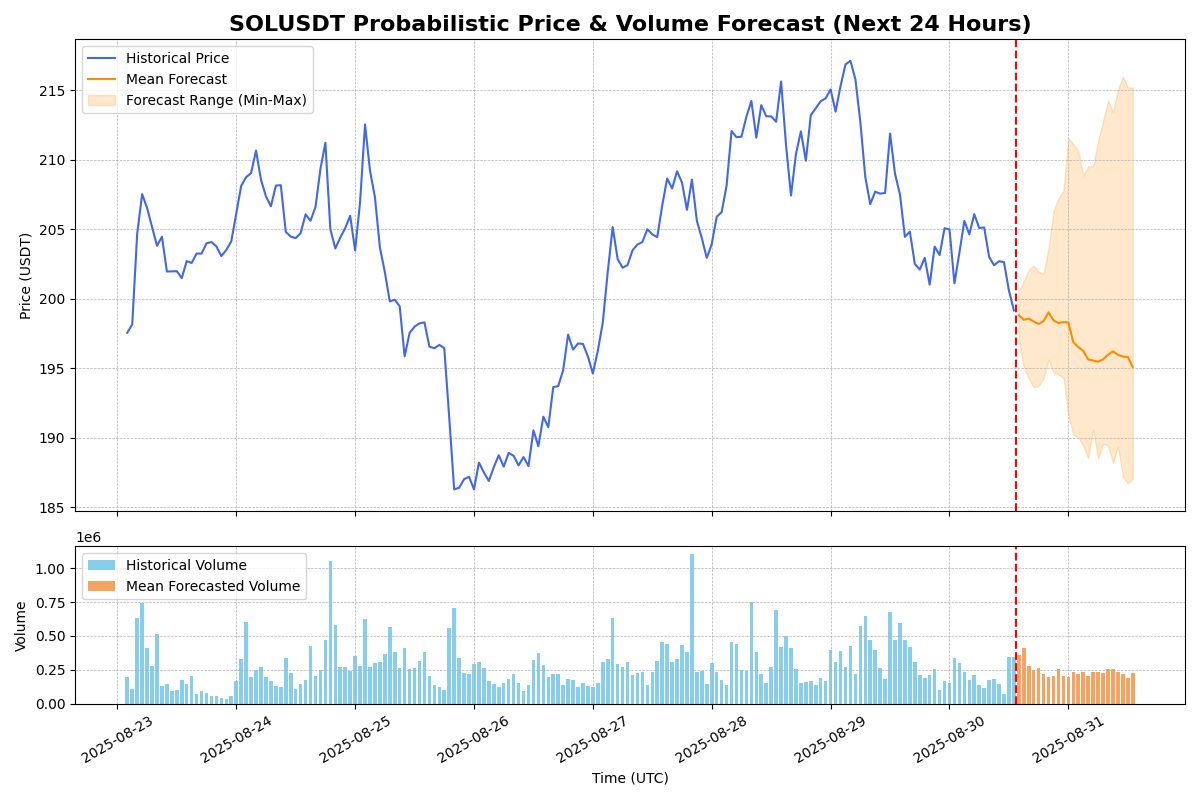 SOLUSDT Probabilistic Price & Volume Forecast (Next 24 Hours)
Historical Price
Mean Forecast
Forecast Range (Min-Max)
215
210
205
200
195
190
185
Price (USDT)
1e6
Historical Volume
Mean Forecasted Volume
1.00
0.75
0.50
0.25
0.00
Volume
2025-08-23
2025-08-24
2025-08-25
2025-08-26
2025-08-27
2025-08-28
2025-08-29
2025-08-30
2025-08-31
Time (UTC)